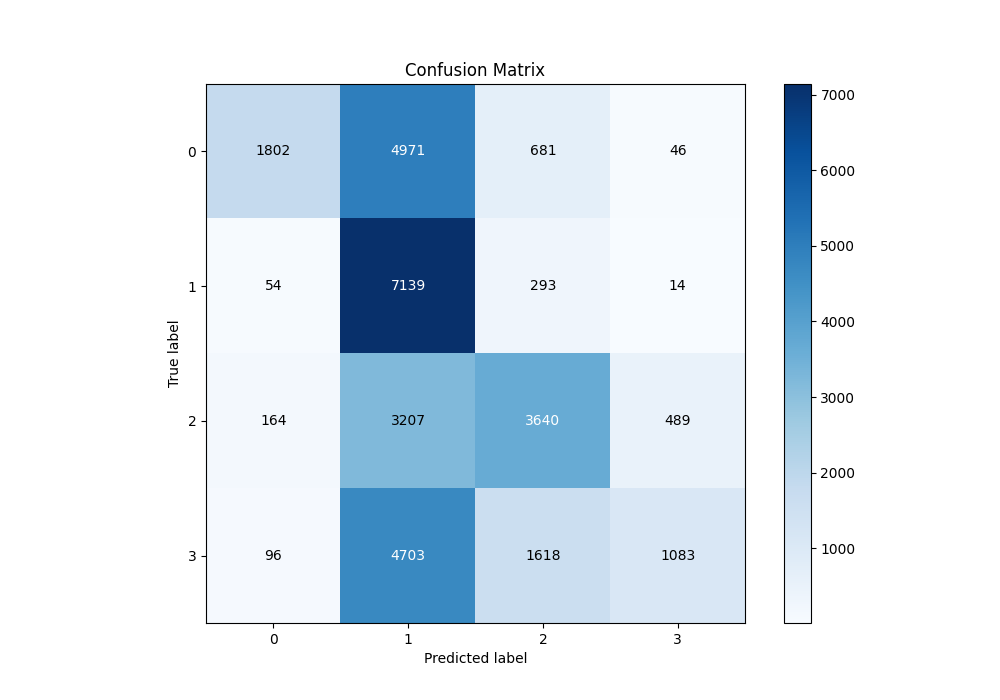 Confusion Matrix
7000
6000
5000
4000
3000
2000
1000
True label
0
1802 4971 681 46
1
54 7139 293 14
2
164 3207 3640 489
3
96 4703 1618 1083
0 1 2 3
Predicted label